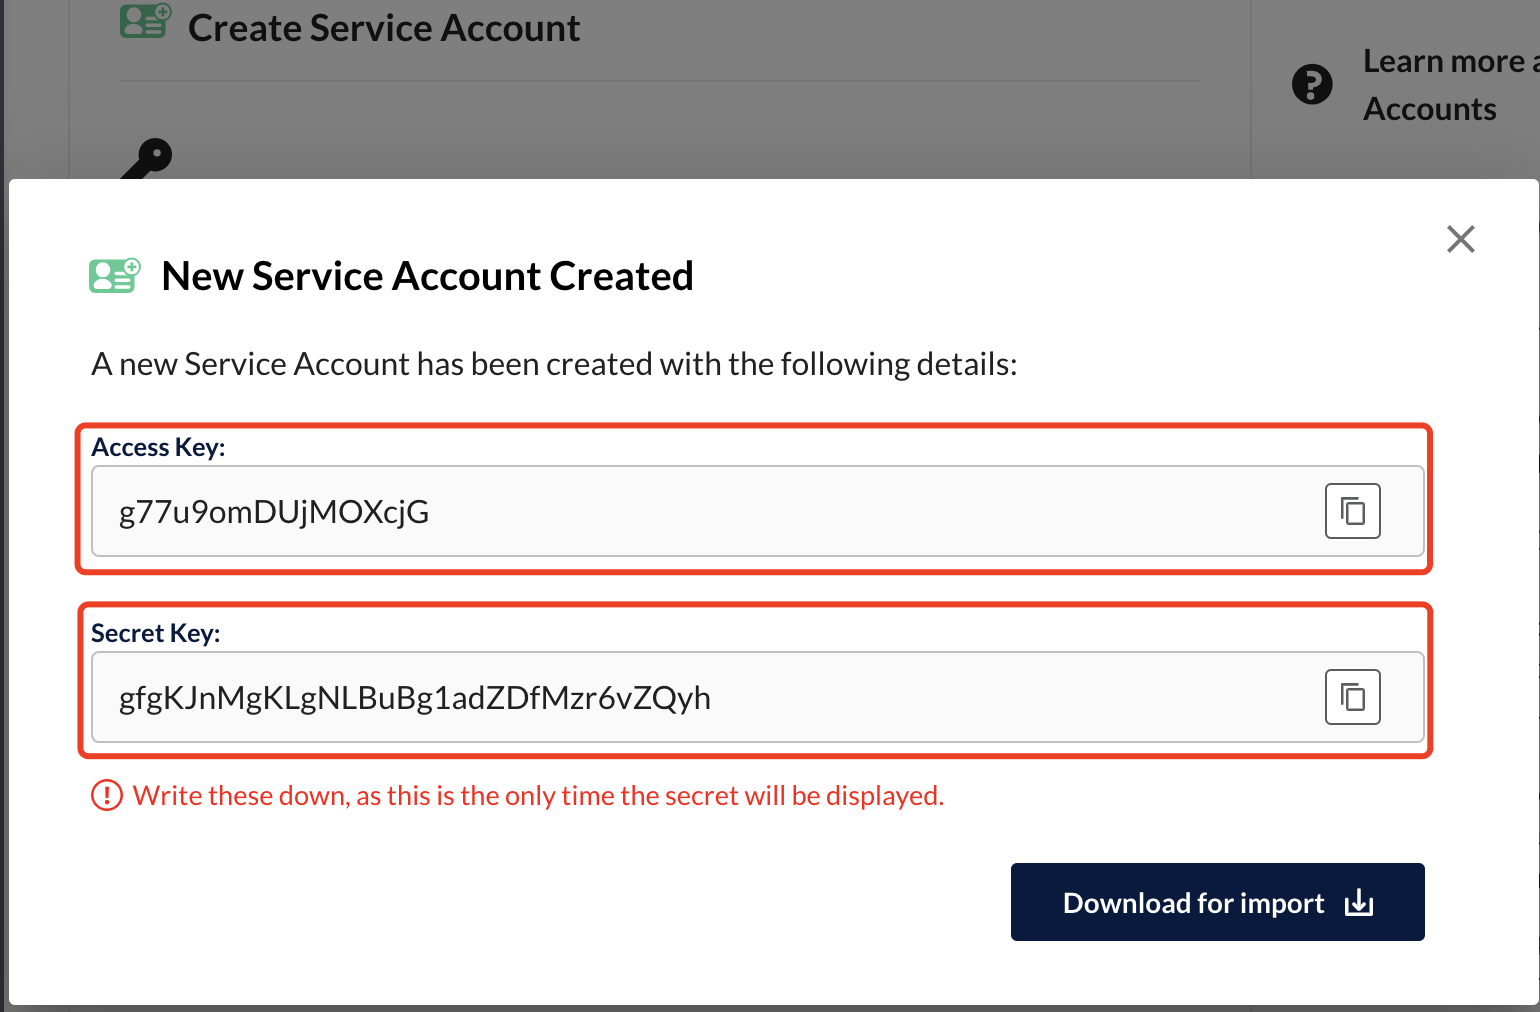 Create Service Account
Learn more
Accounts
New Service Account Created
A new Service Account has been created with the following details:
Access Key:
g77u9omDUjMOXcjG
Secret Key:
gfgKJnMgKLgNLBuBg1adZDfMzr6vZQyh
Write these down, as this is the only time the secret will be displayed.
Download for import